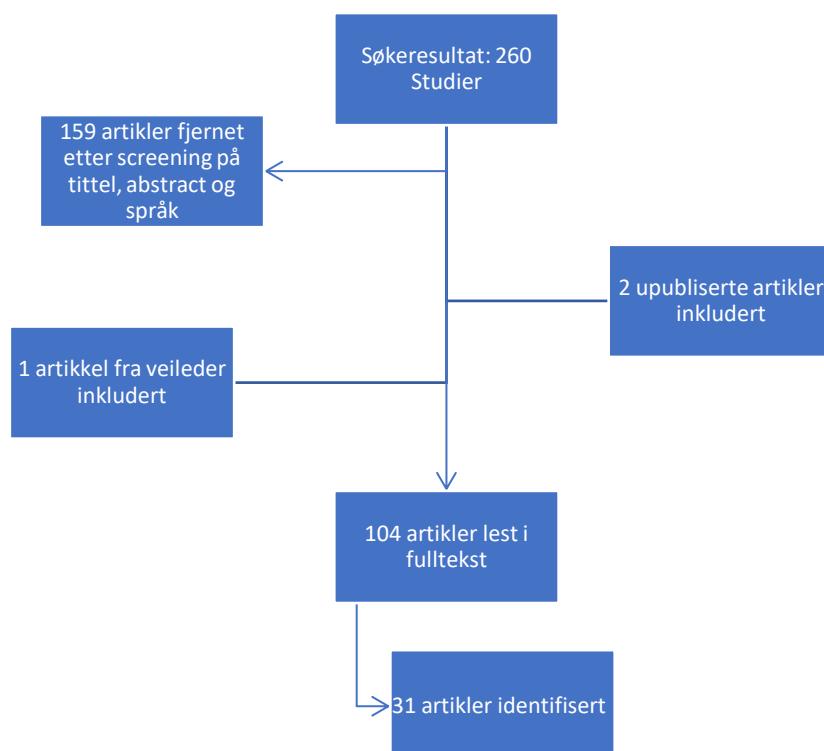 Søkeresultat: 260
Studier
159 artikler fjernet
etter screening på
tittel, abstract og
språk
2 upubliserte artikler
inkludert
1 artikkel fra veileder
inkludert
104 artikler lest i
fulltekst
31 artikler identifisert